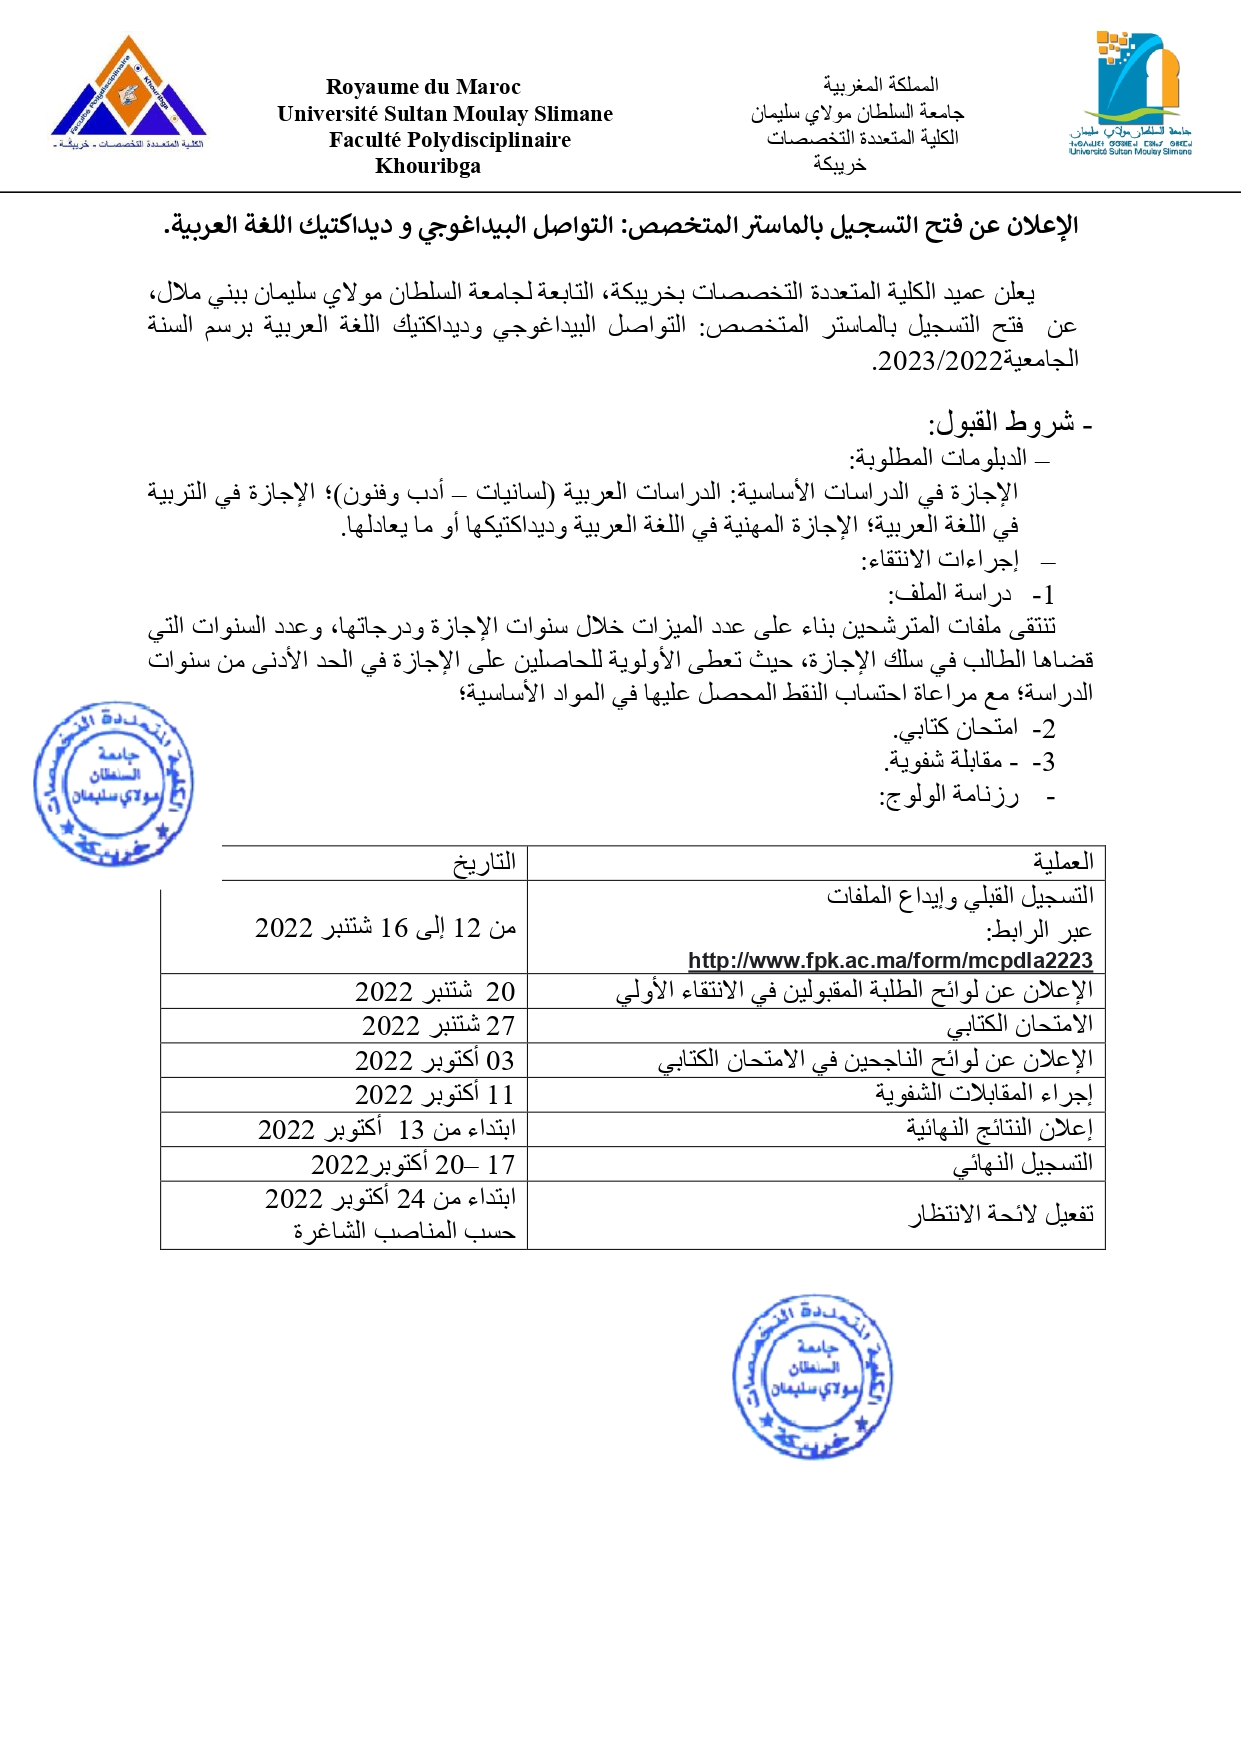 Faculté Polydisciplinaire Khouribga
الكلية المتعددة التخصصات - خريبكة -
Royaume du Maroc
Université Sultan Moulay Slimane
Faculté Polydisciplinaire
Khouribga
المملكة المغربية
جامعة السلطان مولاي سليمان
الكلية المتعددة التخصصات
خريبكة
جامعة السلطان مولاي سليمان
Université Sultan Moulay Slimane
الإعلان عن فتح التسجيل بالماستر المتخصص: التواصل البيداغوجي و ديداكتيك اللغة العربية.
يعلن عميد الكلية المتعددة التخصصات بخريبكة، التابعة لجامعة السلطان مولاي سليمان ببني ملال،
عن فتح التسجيل بالماستر المتخصص: التواصل البيداغوجي وديداكتيك اللغة العربية برسم السنة
الجامعية2023/2022.
- شروط القبول:
– الدبلومات المطلوبة:
الإجازة في الدراسات الأساسية: الدراسات العربية (لسانيات – أدب وفنون)؛ الإجازة في التربية
في اللغة العربية؛ الإجازة المهنية في اللغة العربية وديداكتيكها أو ما يعادلها.
– إجراءات الانتقاء:
1- دراسة الملف:
تنتقى ملفات المترشحين بناء على عدد الميزات خلال سنوات الإجازة ودرجاتها، وعدد السنوات التي
قضاها الطالب في سلك الإجازة، حيث تعطى الأولوية للحاصلين على الإجازة في الحد الأدنى من سنوات
الدراسة؛ مع مراعاة احتساب النقط المحصل عليها في المواد الأساسية؛
2- امتحان كتابي.
3- - مقابلة شفوية.
- رزنامة الولوج:
الكلية المتعددة التخصصات
جامعة
السلطان
مولاي سليمان
خريبكة
العملية التاريخ
التسجيل القبلي وإيداع الملفات
عبر الرابط:
http://www.fpk.ac.ma/form/mcpdla2223
من 12 إلى 16 شتنبر 2022
الإعلان عن لوائح الطلبة المقبولين في الانتقاء الأولي 20 شتنبر 2022
الامتحان الكتابي 27 شتنبر 2022
الإعلان عن لوائح الناجحين في الامتحان الكتابي 03 أكتوبر 2022
إجراء المقابلات الشفوية 11 أكتوبر 2022
إعلان النتائج النهائية ابتداء من 13 أكتوبر 2022
التسجيل النهائي 17 –20 أكتوبر2022
تفعيل لائحة الانتظار ابتداء من 24 أكتوبر 2022
حسب المناصب الشاغرة
الكلية المتعددة التخصصات
جامعة
السلطان
مولاي سليمان
خريبكة